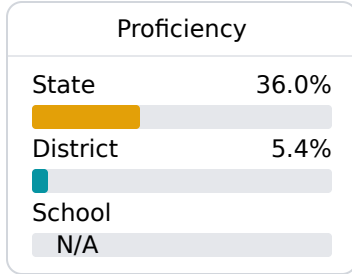 Proficiency
State 36.0%
District 5.4%
School
N/A